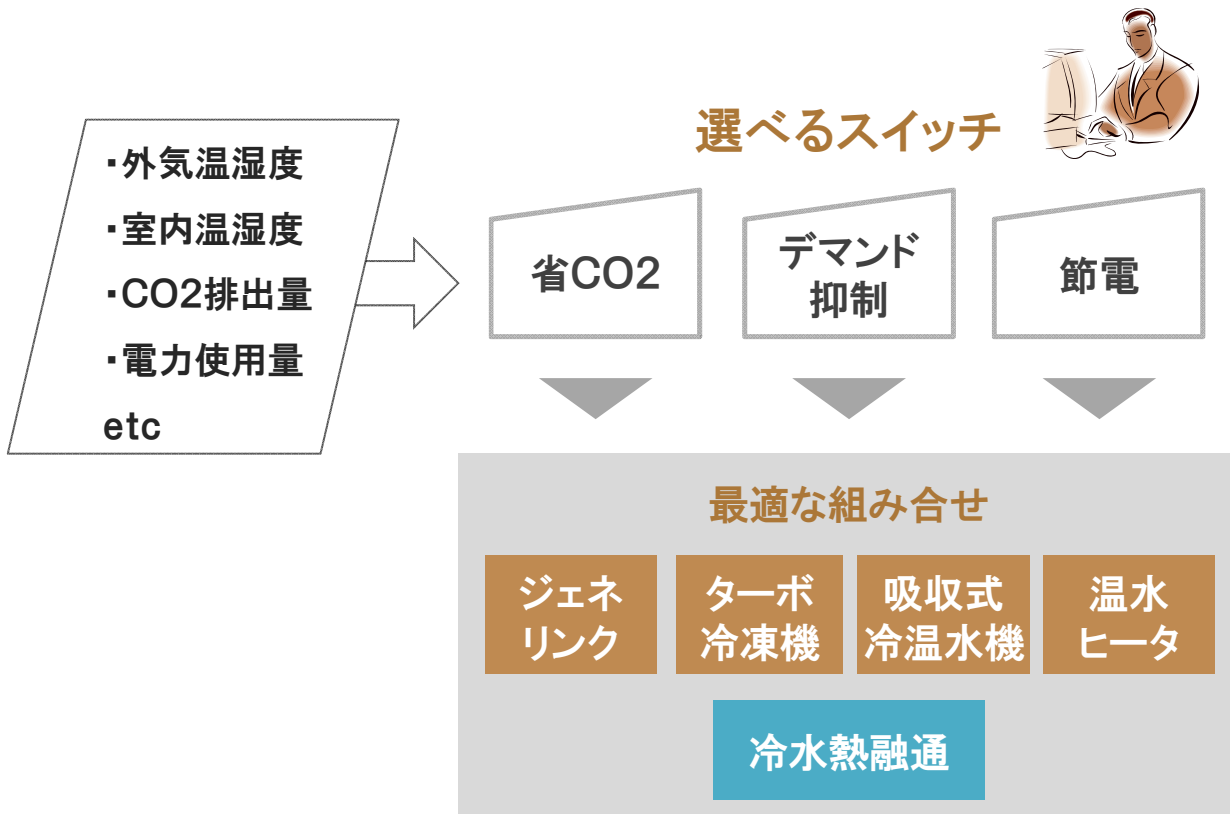 選べるスイッチ
・外気温湿度
・室内温湿度
・CO2排出量
・電力使用量
etc
省CO2
デマンド
抑制
節電
最適な組み合せ
ジェネ
リンク
ターボ
冷凍機
吸収式
冷温水機
温水
ヒータ
冷水熱融通